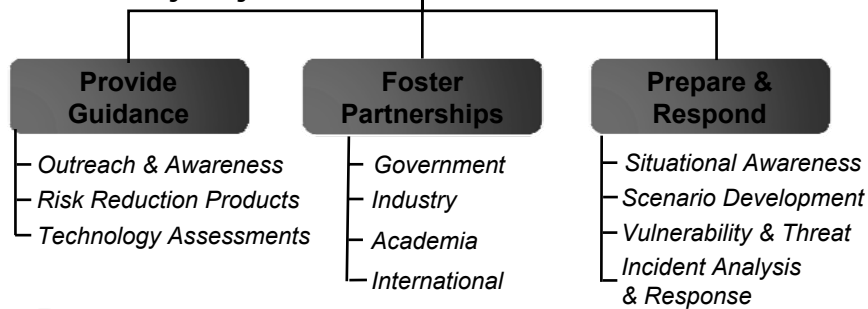 Provide
Guidance
Outreach & Awareness
Risk Reduction Products
Technology Assessments
Foster
Partnerships
Government
Industry
Academia
International
Prepare &
Respond
Situational Awareness
Scenario Development
Vulnerability & Threat
Incident Analysis
& Response